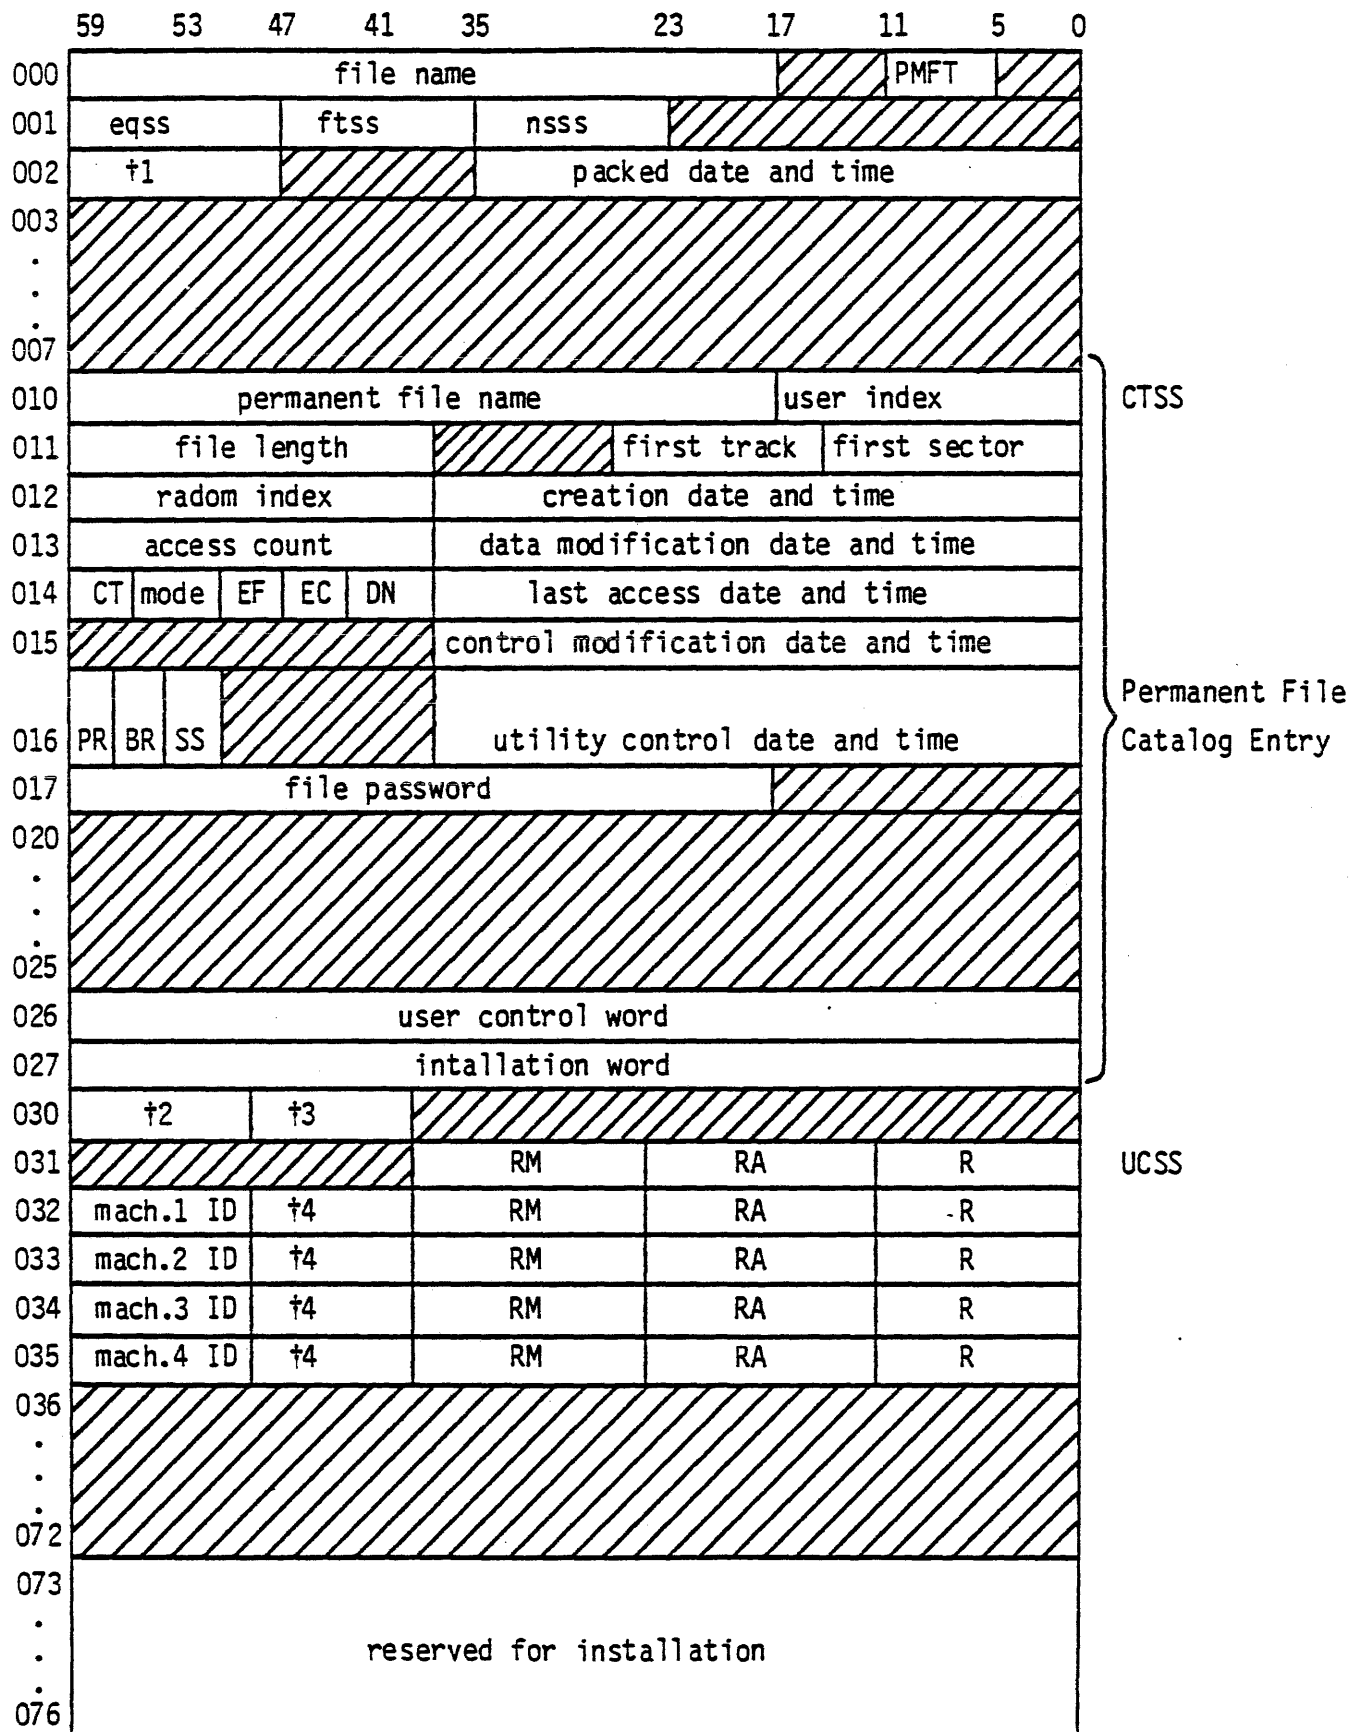 59 53 47 41 35 23 17 11 5 0
000 file name PMFT
001 eqss ftss nsss
002 †1 packed date and time
003
.
.
.
007
010 permanent file name user index CTSS
011 file length first track first sector
012 radom index creation date and time
013 access count data modification date and time
014 CT mode EF EC DN last access date and time
015 control modification date and time
Permanent File
016 PR BR SS utility control date and time Catalog Entry
017 file password
020
.
.
.
025
026 user control word
027 intallation word
030 †2 †3
031 RM RA R UCSS
032 mach.1 ID †4 RM RA R
033 mach.2 ID †4 RM RA R
034 mach.3 ID †4 RM RA R
035 mach.4 ID †4 RM RA R
036
.
.
.
072
073
.
. reserved for installation
.
076